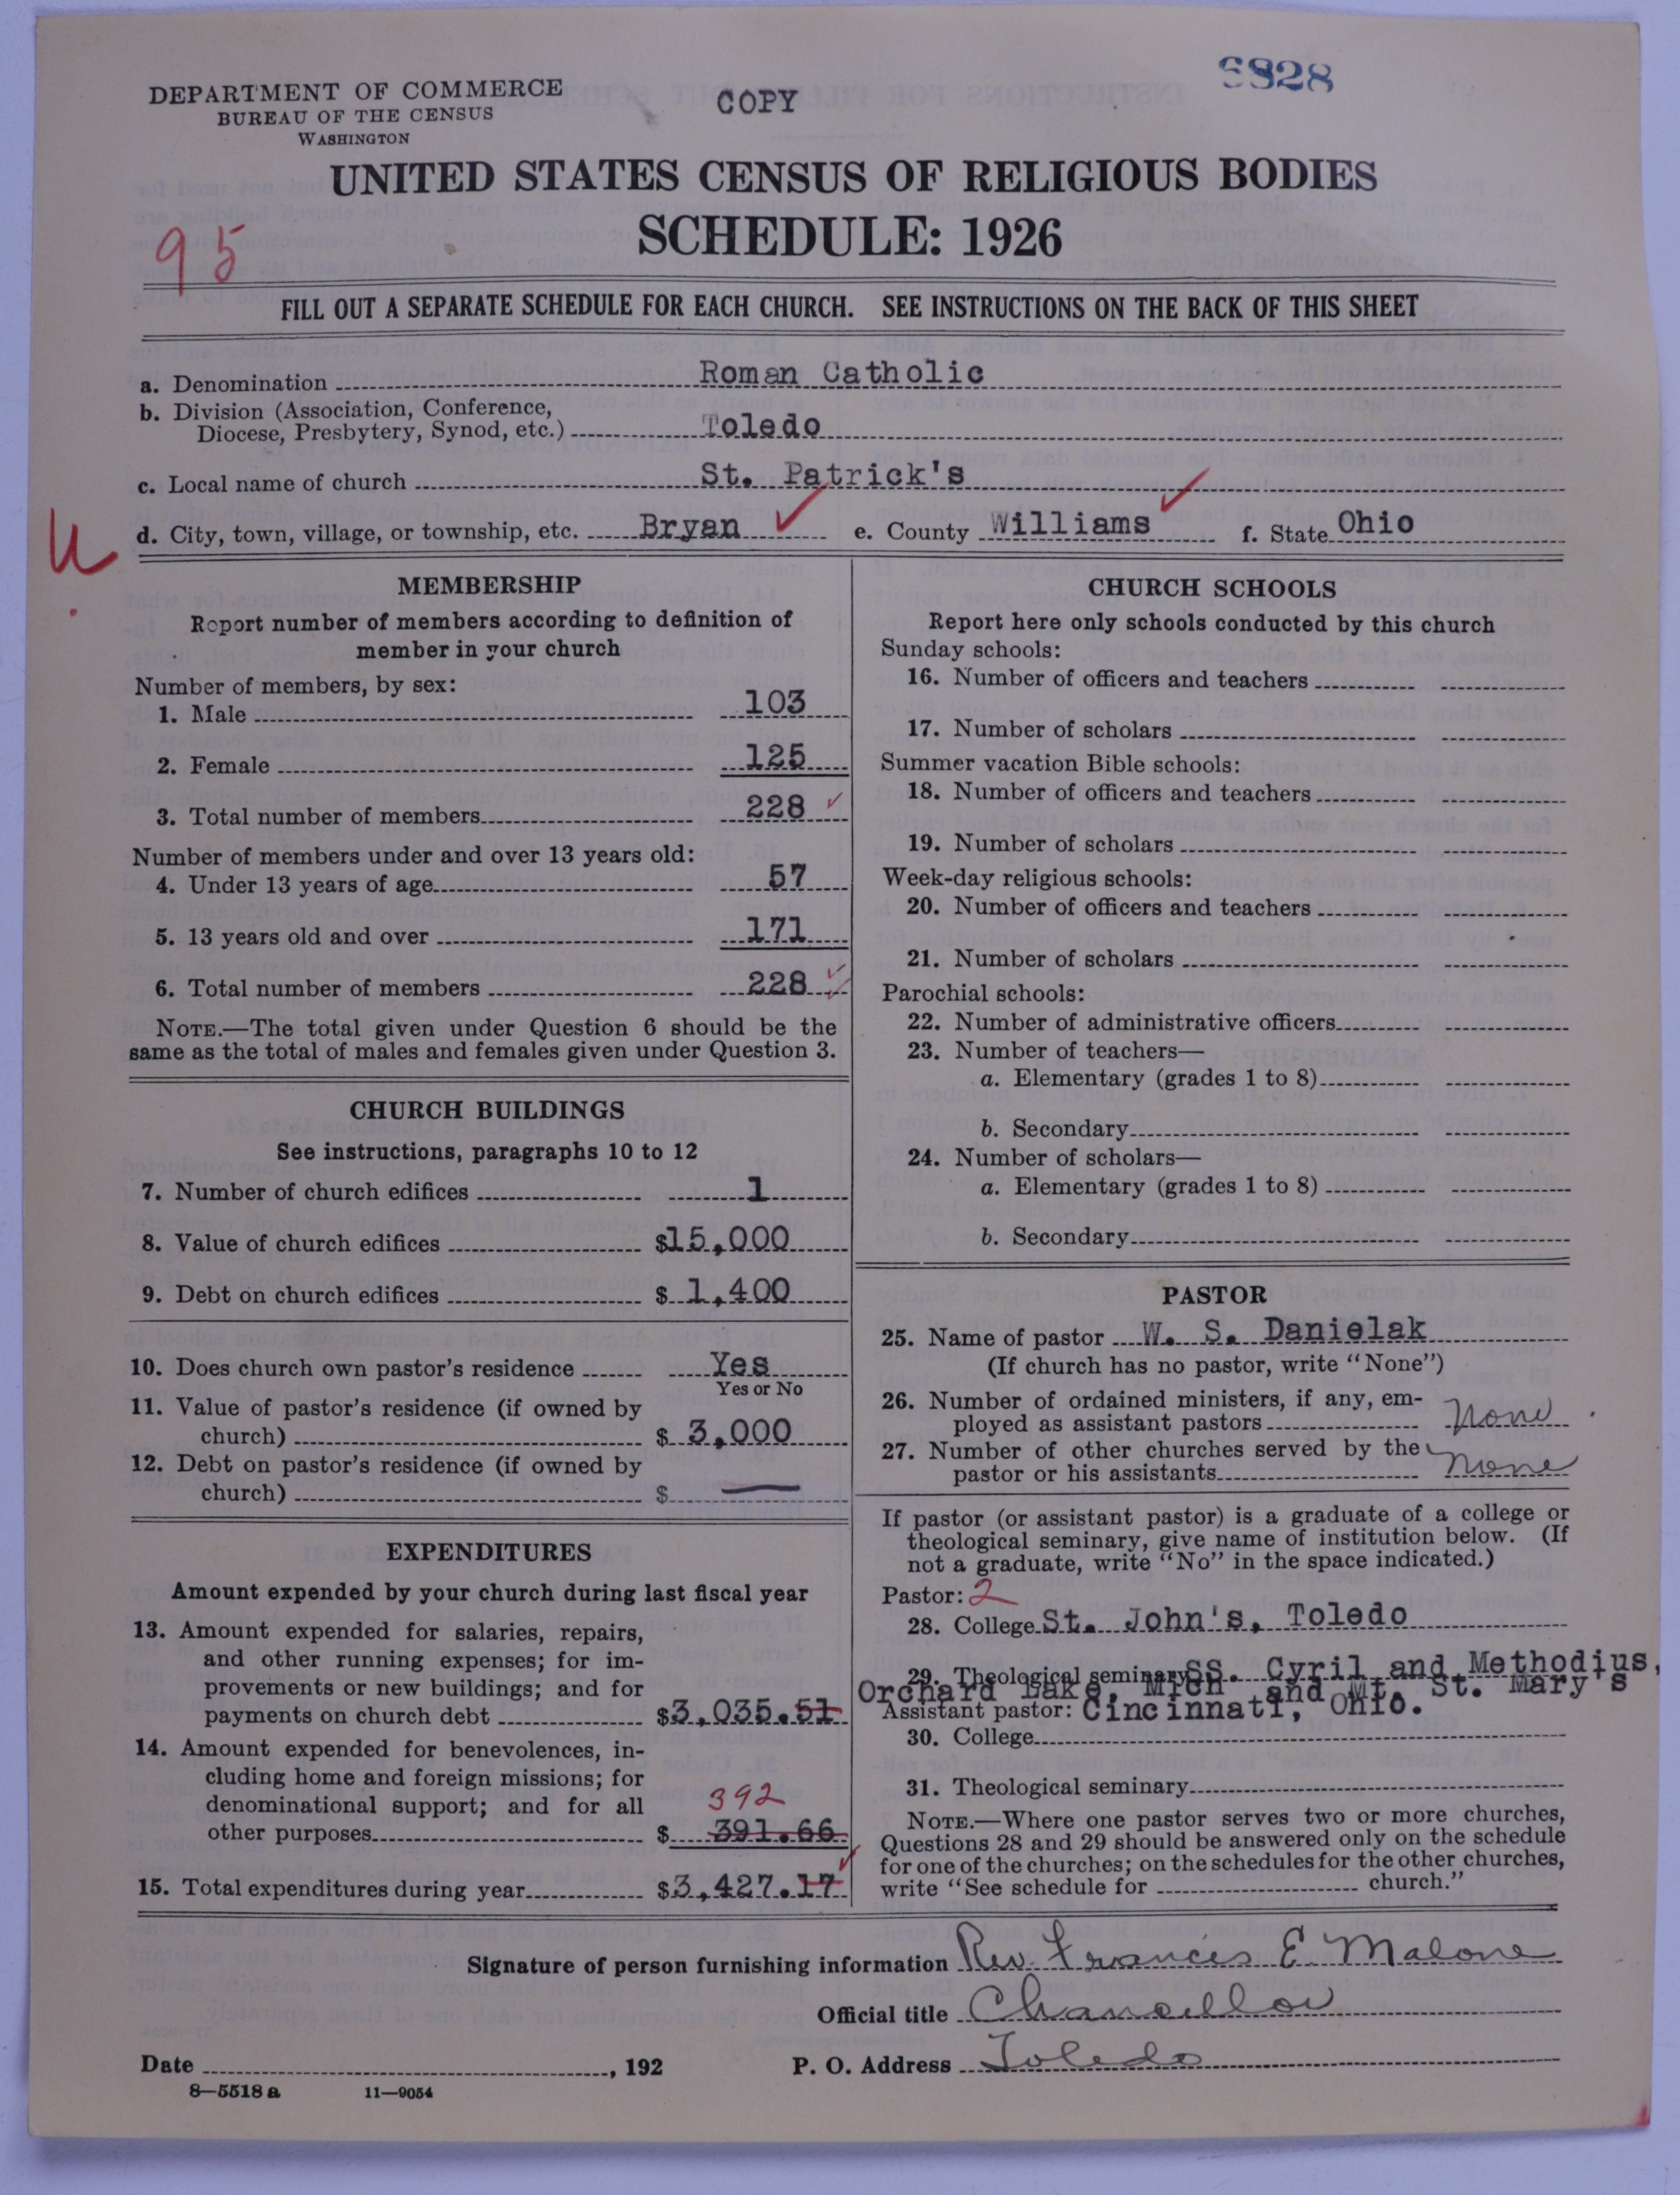 DEPARTMENT OF COMMERCE
BUREAU OF THE CENSUS
WASHINGTON
COPY
UNITED STATES CENSUS OF RELIGIOUS BODIES
SCHEDULE: 1926
95
FILL OUT A SEPARATE SCHEDULE FOR EACH CHURCH. SEE INSTRUCTIONS ON THE BACK OF THIS SHEET
a. Denomination Roman Catholic
b. Division (Association, Conference,
Diocese, Presbytery, Synod, etc.) Toledo
c. Local name of church St. Patrick's
d. City, town, village, or township, etc. Bryan e. County Williams f. State Ohio
MEMBERSHIP
Report number of members according to definition of
member in your church
Number of members, by sex:
1. Male 103
2. Female 125
3. Total number of members 228
Number of members under and over 13 years old:
4. Under 13 years of age 57
5. 13 years old and over 171
6. Total number of members 228
NOTE.—The total given under Question 6 should be the
same as the total of males and females given under Question 3.
CHURCH BUILDINGS
See instructions, paragraphs 10 to 12
7. Number of church edifices 1
8. Value of church edifices $15,000
9. Debt on church edifices $ 1,400
10. Does church own pastor's residence Yes
Yes or No
11. Value of pastor's residence (if owned by
church) $ 3,000
12. Debt on pastor's residence (if owned by
church) $ —
EXPENDITURES
Amount expended by your church during last fiscal year
13. Amount expended for salaries, repairs,
and other running expenses; for im-
provements or new buildings; and for
payments on church debt $3,035.51
14. Amount expended for benevolences, in-
cluding home and foreign missions; for
denominational support; and for all 392
other purposes $ 391.66
15. Total expenditures during year $3,427.17
CHURCH SCHOOLS
Report here only schools conducted by this church
Sunday schools:
16. Number of officers and teachers
17. Number of scholars
Summer vacation Bible schools:
18. Number of officers and teachers
19. Number of scholars
Week-day religious schools:
20. Number of officers and teachers
21. Number of scholars
Parochial schools:
22. Number of administrative officers
23. Number of teachers—
a. Elementary (grades 1 to 8)
b. Secondary
24. Number of scholars—
a. Elementary (grades 1 to 8)
b. Secondary
PASTOR
25. Name of pastor W. S. Danielak
(If church has no pastor, write "None")
26. Number of ordained ministers, if any, em-
ployed as assistant pastors None
27. Number of other churches served by the
pastor or his assistants None
If pastor (or assistant pastor) is a graduate of a college or
theological seminary, give name of institution below. (If
not a graduate, write "No" in the space indicated.)
Pastor: 2
28. College St. John's, Toledo
29. Theological seminary SS. Cyril and Methodius,
Orchard Lake, Mich and Mt. St. Mary's
Assistant pastor: Cincinnati, Ohio.
30. College
31. Theological seminary
NOTE.—Where one pastor serves two or more churches,
Questions 28 and 29 should be answered only on the schedule
for one of the churches; on the schedules for the other churches,
write "See schedule for church."
Signature of person furnishing information Rev. Francis E Malone
Official title Chancellor
Date , 192 P. O. Address Toledo
8—5518 a 11—9054